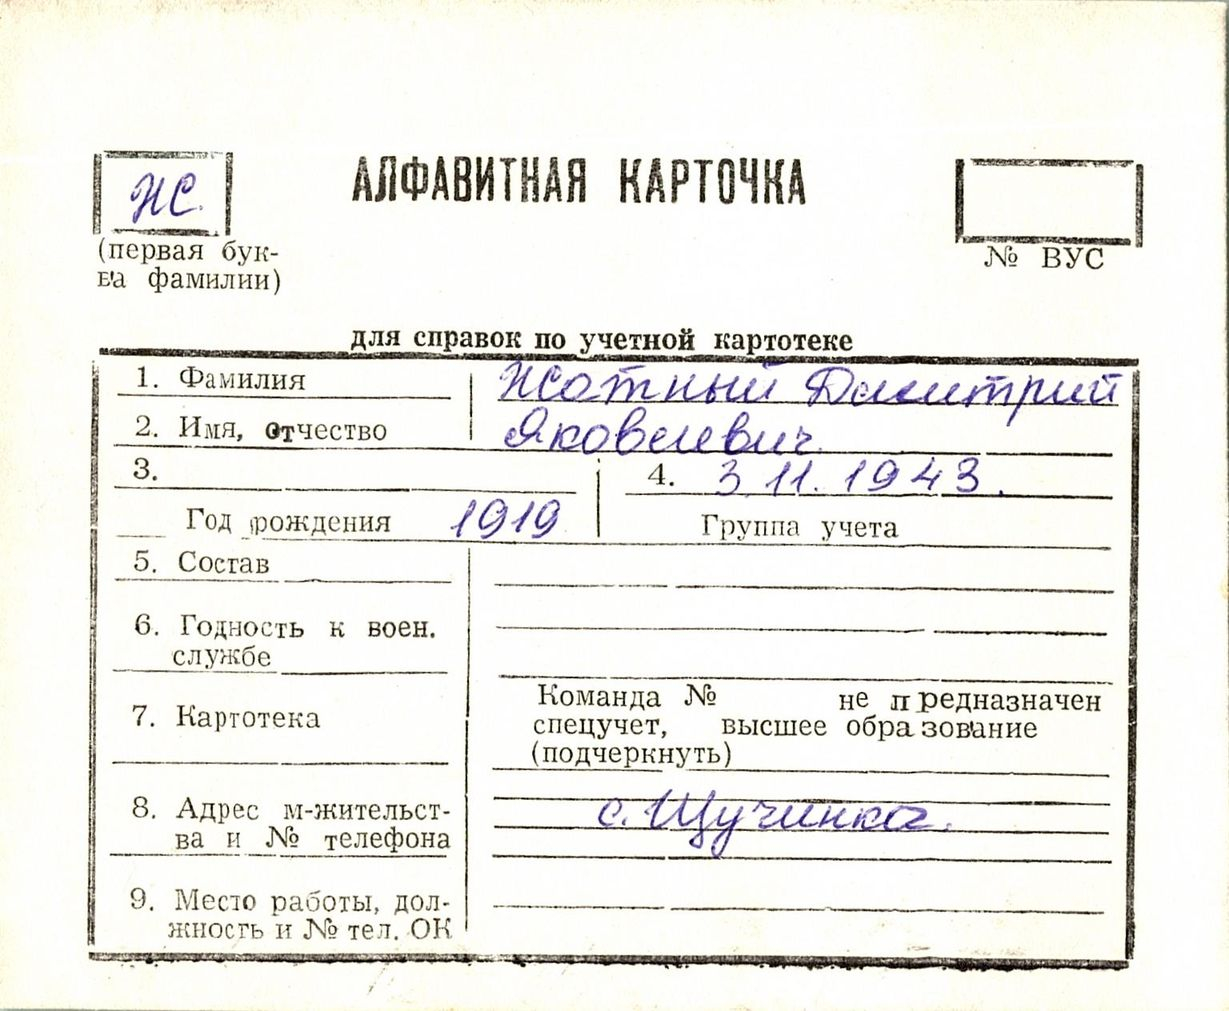 Ж.
АЛФАВИТНАЯ КАРТОЧКА
(первая бук-
ва фамилии)
№ ВУС
для справок по учетной картотеке
1. Фамилия Жотный Дмитрий
2. Имя, отчество Яковлевич.
3. 4. 3.11.1943.
Год рождения 1919 Группа учета
5. Состав
6. Годность к воен.
службе
7. Картотека
Команда № не предназначен
спецучет, высшее образование
(подчеркнуть)
8. Адрес м-жительст-
ва и № телефона
с. Щучинка.
9. Место работы, дол-
жность и № тел. ОК